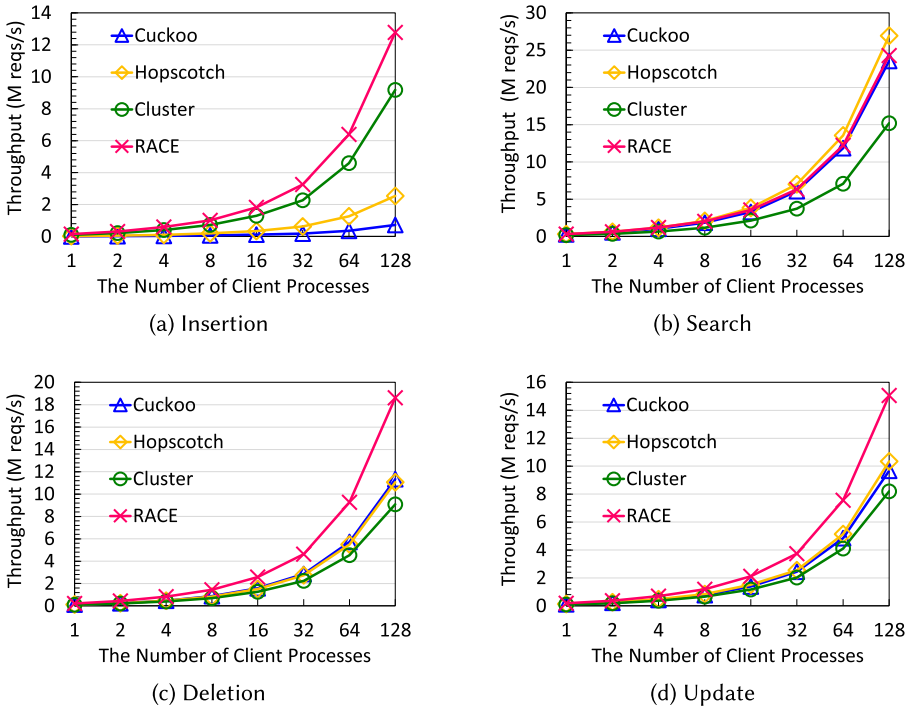 Throughput (M reqs/s)
14
12
10
8
6
4
2
0
Cuckoo
Hopscotch
Cluster
RACE
1 2 4 8 16 32 64 128
The Number of Client Processes
(a) Insertion
Throughput (M reqs/s)
30
25
20
15
10
5
0
Cuckoo
Hopscotch
Cluster
RACE
1 2 4 8 16 32 64 128
The Number of Client Processes
(b) Search
Throughput (M reqs/s)
20
18
16
14
12
10
8
6
4
2
0
Cuckoo
Hopscotch
Cluster
RACE
1 2 4 8 16 32 64 128
The Number of Client Processes
(c) Deletion
Throughput (M reqs/s)
16
14
12
10
8
6
4
2
0
Cuckoo
Hopscotch
Cluster
RACE
1 2 4 8 16 32 64 128
The Number of Client Processes
(d) Update